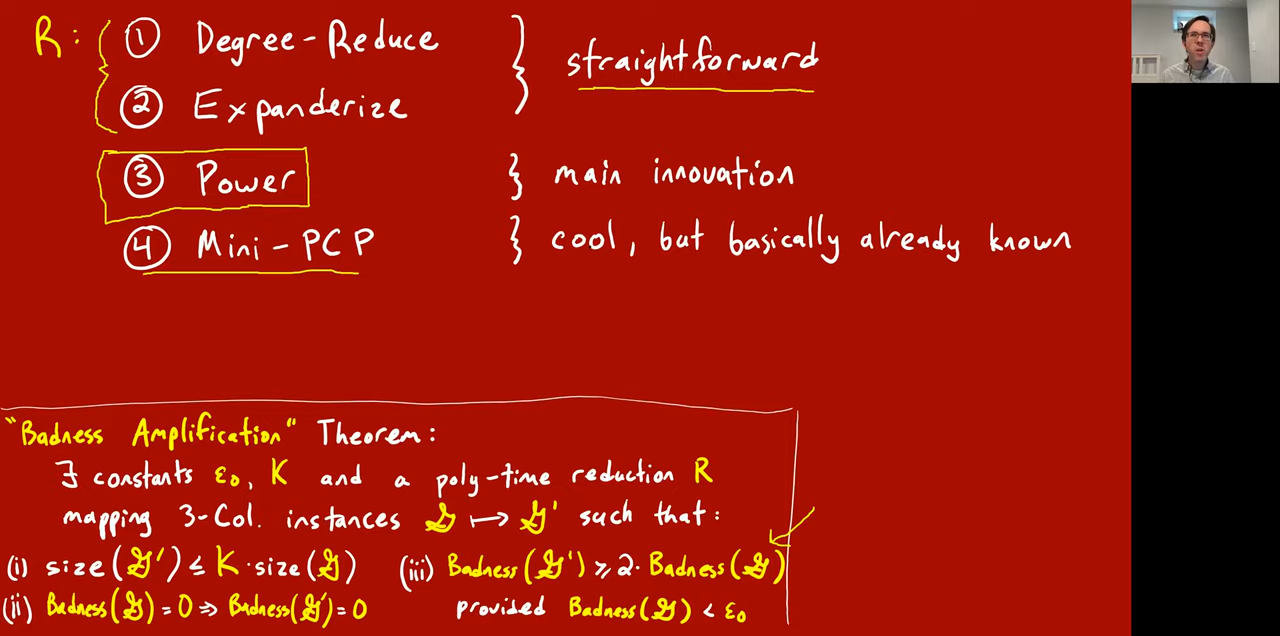 R: ① Degree-Reduce } straightforward
② Expanderize
③ Power } main innovation
④ Mini-PCP } cool, but basically already known
"Badness Amplification" Theorem:
∃ constants ε₀, K and a poly-time reduction R
mapping 3-Col. instances 𝒢 ↦ 𝒢' such that:
(i) size(𝒢') ≤ K·size(𝒢)
(ii) Badness(𝒢) = 0 ⇒ Badness(𝒢') = 0
(iii) Badness(𝒢') ≥ 2·Badness(𝒢)
provided Badness(𝒢) < ε₀